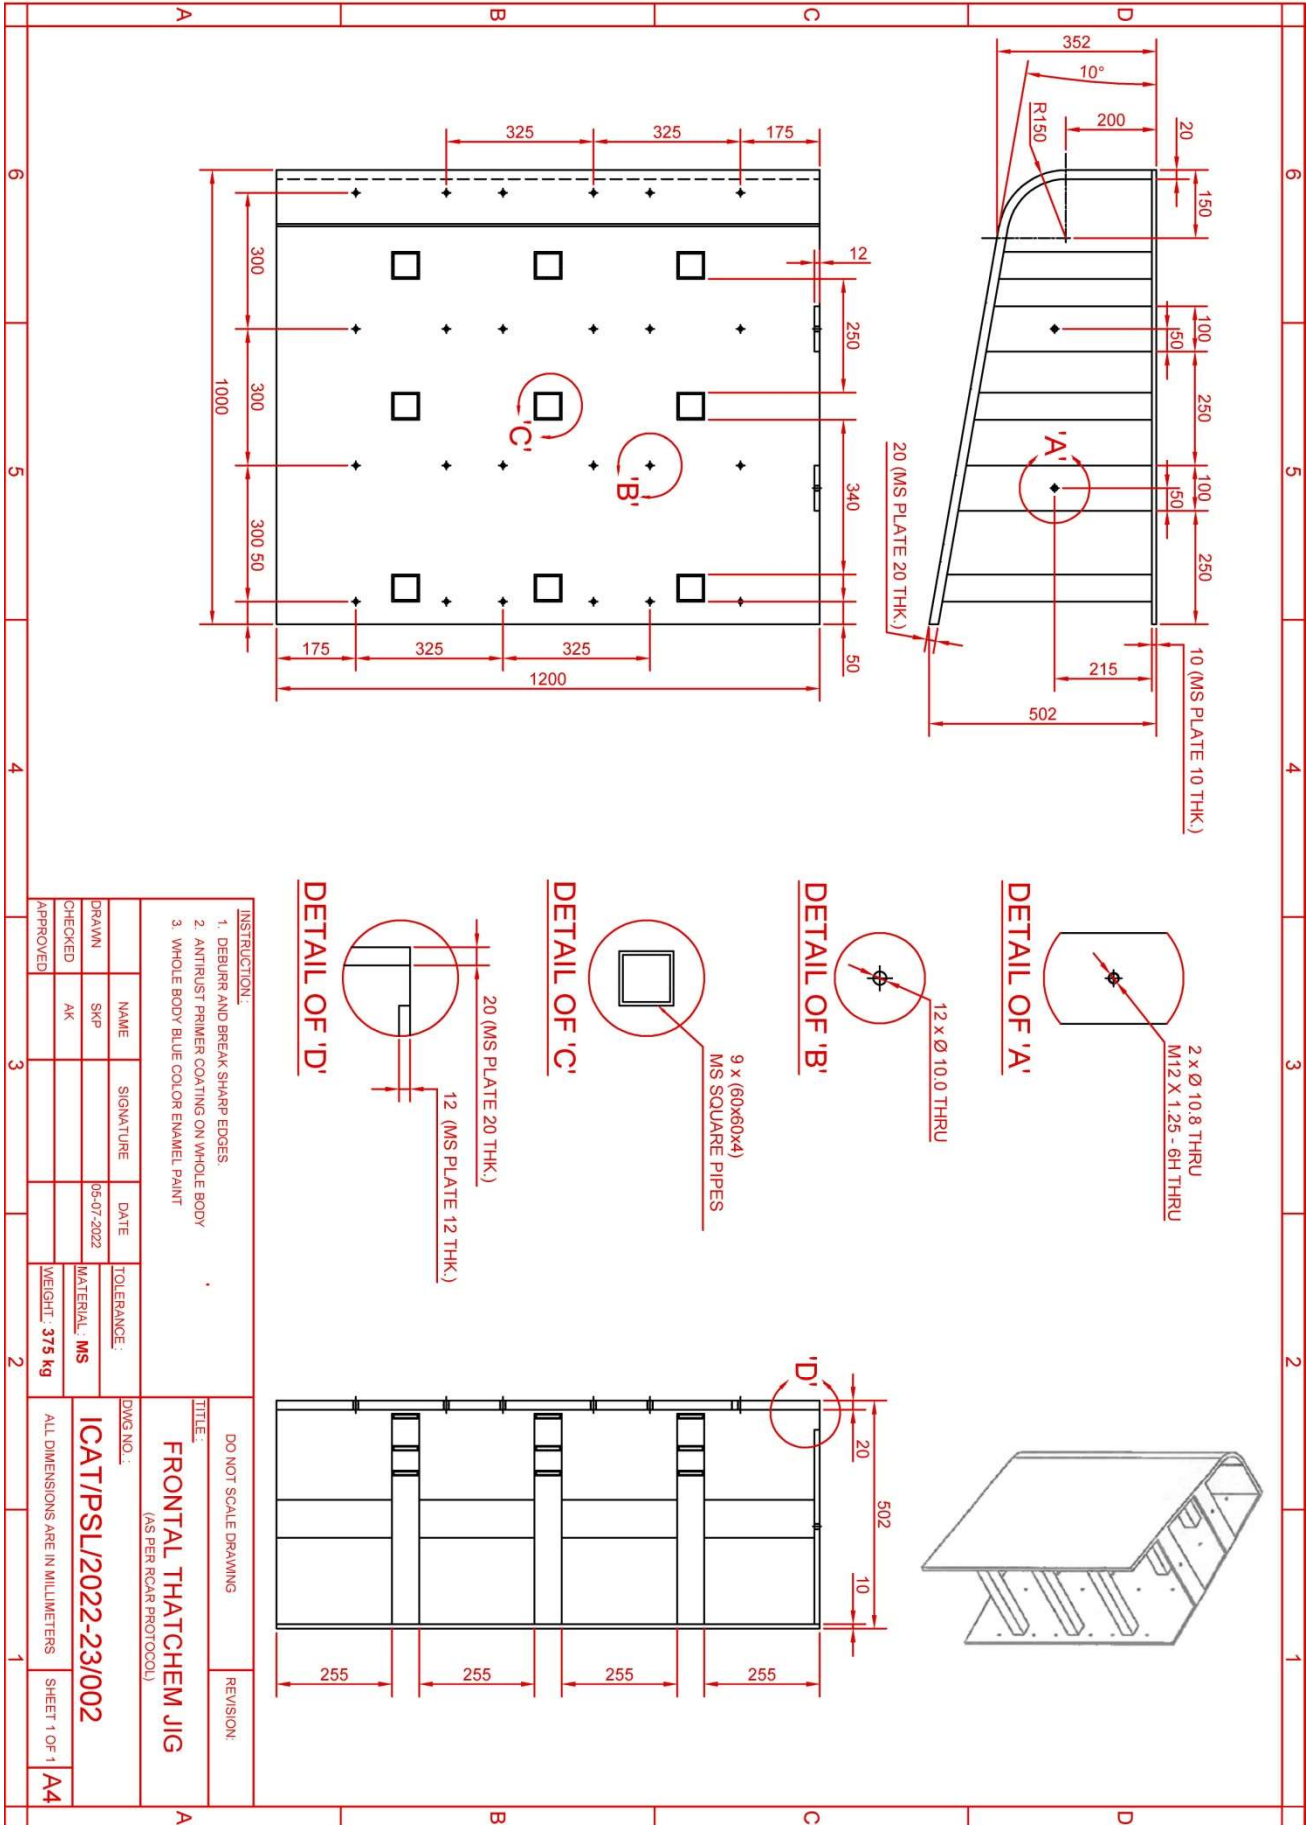 6
5
4
3
2
1
D
C
B
A
352
10°
R150
200
20
150
100
50
250
100
50
250
'A'
20 (MS PLATE 20 THK.)
10 (MS PLATE 10 THK.)
215
502
325
325
175
12
250
340
50
300
300
300
50
1000
'C'
'B'
175
325
325
1200
2 x Ø 10.8 THRU
M12 X 1.25 - 6H THRU
DETAIL OF 'A'
12 x Ø 10.0 THRU
DETAIL OF 'B'
9 x (60x60x4)
MS SQUARE PIPES
DETAIL OF 'C'
20 (MS PLATE 20 THK.)
12 (MS PLATE 12 THK.)
DETAIL OF 'D'
'D'
20
502
10
255
255
255
255
INSTRUCTION :
1. DEBURR AND BREAK SHARP EDGES.
2. ANTIRUST PRIMER COATING ON WHOLE BODY
3. WHOLE BODY BLUE COLOR ENAMEL PAINT
NAME SIGNATURE DATE
DRAWN SKP 05-07-2022
CHECKED AK
APPROVED
TOLERANCE :
MATERIAL : MS
WEIGHT : 375 kg
DO NOT SCALE DRAWING
REVISION:
TITLE :
FRONTAL THATCHEM JIG
(AS PER RCAR PROTOCOL)
DWG NO. :
ICAT/PSL/2022-23/002
ALL DIMENSIONS ARE IN MILLIMETERS
SHEET 1 OF 1
A4
6
5
4
3
2
1
D
C
B
A